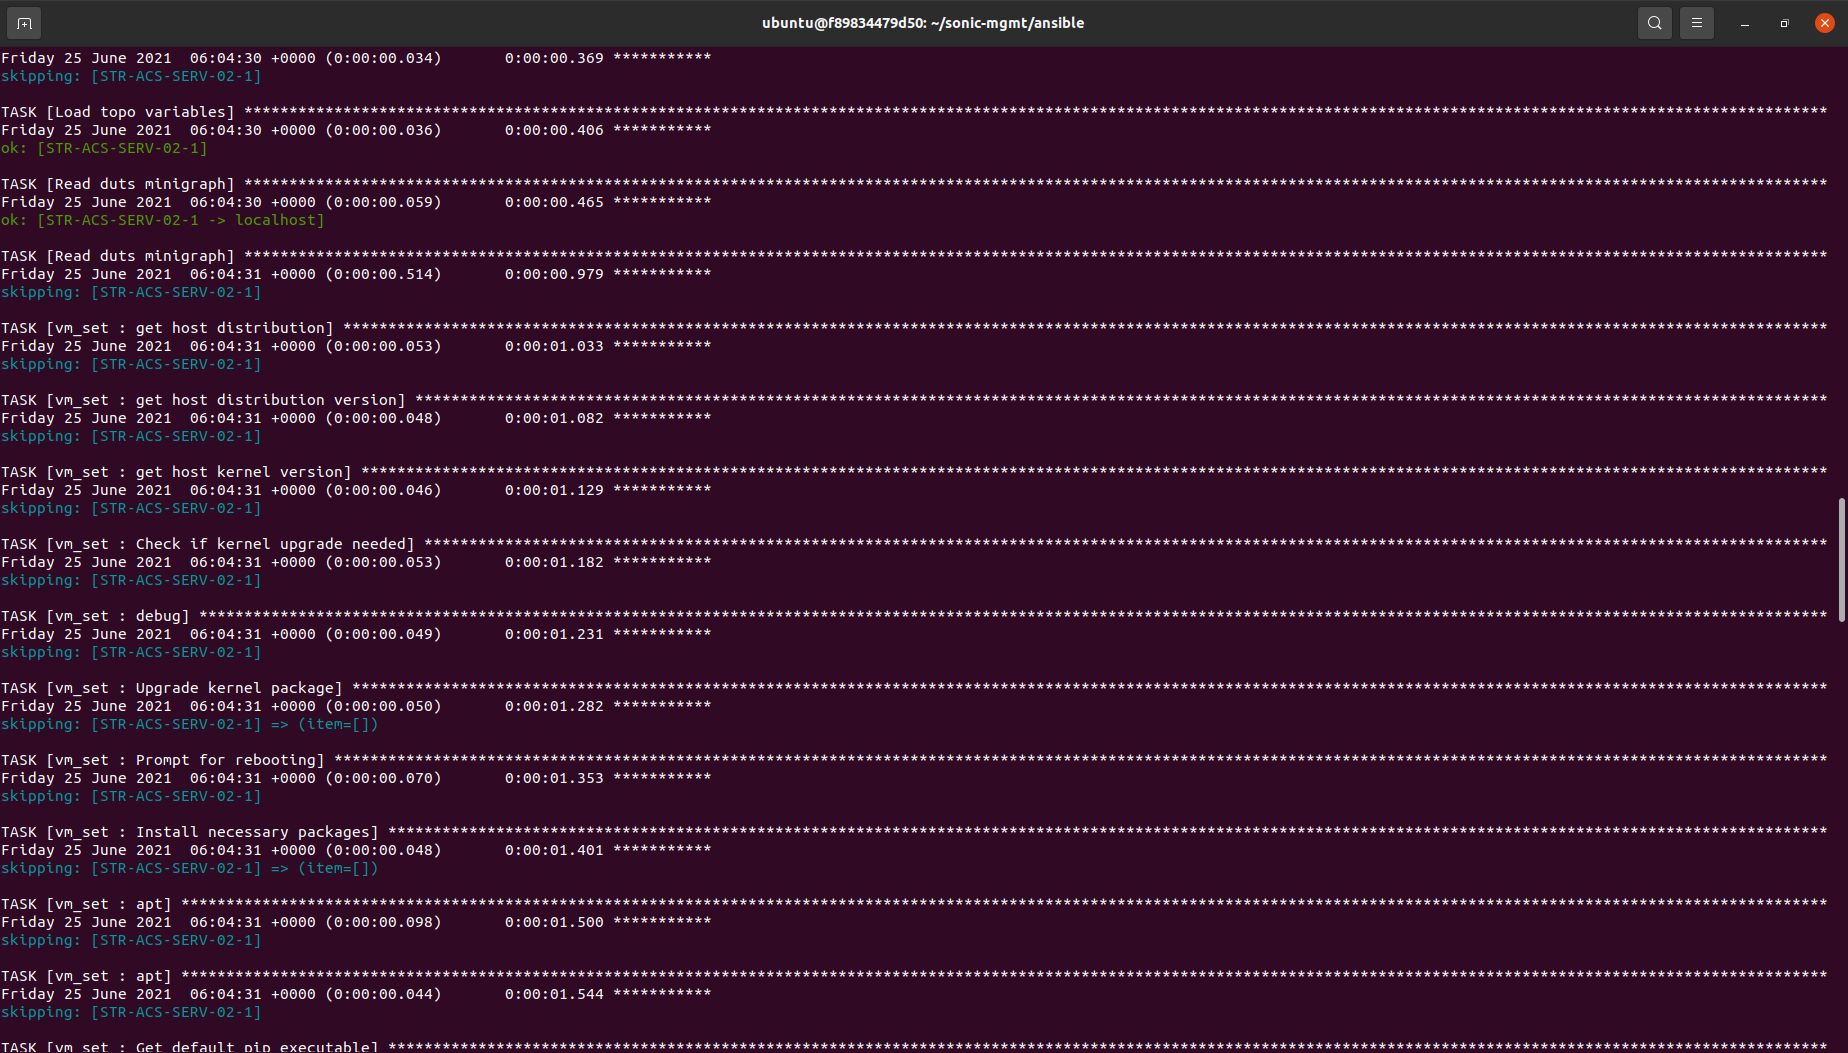 ubuntu@f89834479d50: ~/sonic-mgmt/ansible
Friday 25 June 2021  06:04:30 +0000 (0:00:00.034)       0:00:00.369 ***********
skipping: [STR-ACS-SERV-02-1]
TASK [Load topo variables] ********************************************************************************************************************************************************************************
Friday 25 June 2021  06:04:30 +0000 (0:00:00.036)       0:00:00.406 ***********
ok: [STR-ACS-SERV-02-1]
TASK [Read duts minigraph] ********************************************************************************************************************************************************************************
Friday 25 June 2021  06:04:30 +0000 (0:00:00.059)       0:00:00.465 ***********
ok: [STR-ACS-SERV-02-1 -> localhost]
TASK [Read duts minigraph] ********************************************************************************************************************************************************************************
Friday 25 June 2021  06:04:31 +0000 (0:00:00.514)       0:00:00.979 ***********
skipping: [STR-ACS-SERV-02-1]
TASK [vm_set : get host distribution] *********************************************************************************************************************************************************************
Friday 25 June 2021  06:04:31 +0000 (0:00:00.053)       0:00:01.033 ***********
skipping: [STR-ACS-SERV-02-1]
TASK [vm_set : get host distribution version] *************************************************************************************************************************************************************
Friday 25 June 2021  06:04:31 +0000 (0:00:00.048)       0:00:01.082 ***********
skipping: [STR-ACS-SERV-02-1]
TASK [vm_set : get host kernel version] *******************************************************************************************************************************************************************
Friday 25 June 2021  06:04:31 +0000 (0:00:00.046)       0:00:01.129 ***********
skipping: [STR-ACS-SERV-02-1]
TASK [vm_set : Check if kernel upgrade needed] ************************************************************************************************************************************************************
Friday 25 June 2021  06:04:31 +0000 (0:00:00.053)       0:00:01.182 ***********
skipping: [STR-ACS-SERV-02-1]
TASK [vm_set : debug] *************************************************************************************************************************************************************************************
Friday 25 June 2021  06:04:31 +0000 (0:00:00.049)       0:00:01.231 ***********
skipping: [STR-ACS-SERV-02-1]
TASK [vm_set : Upgrade kernel package] ********************************************************************************************************************************************************************
Friday 25 June 2021  06:04:31 +0000 (0:00:00.050)       0:00:01.282 ***********
skipping: [STR-ACS-SERV-02-1] => (item=[])
TASK [vm_set : Prompt for rebooting] **********************************************************************************************************************************************************************
Friday 25 June 2021  06:04:31 +0000 (0:00:00.070)       0:00:01.353 ***********
skipping: [STR-ACS-SERV-02-1]
TASK [vm_set : Install necessary packages] ****************************************************************************************************************************************************************
Friday 25 June 2021  06:04:31 +0000 (0:00:00.048)       0:00:01.401 ***********
skipping: [STR-ACS-SERV-02-1] => (item=[])
TASK [vm_set : apt] ***************************************************************************************************************************************************************************************
Friday 25 June 2021  06:04:31 +0000 (0:00:00.098)       0:00:01.500 ***********
skipping: [STR-ACS-SERV-02-1]
TASK [vm_set : apt] ***************************************************************************************************************************************************************************************
Friday 25 June 2021  06:04:31 +0000 (0:00:00.044)       0:00:01.544 ***********
skipping: [STR-ACS-SERV-02-1]
TASK [vm_set : Get default pip executable] ****************************************************************************************************************************************************************